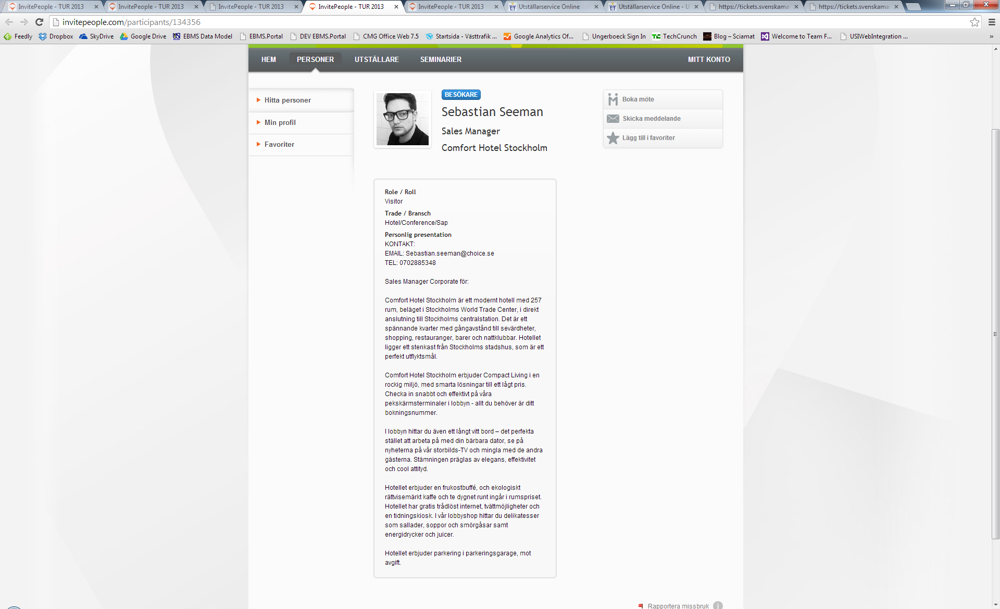 InvitePeople - TUR 2013
InvitePeople - TUR 2013
InvitePeople - TUR 2013
InvitePeople - TUR 2013
InvitePeople - TUR 2013
Utställarservice Online
Utställarservice Online - U
https://tickets.svenskamas
https://tickets.svenskamas
invitepeople.com/participants/134356
Feedly
Dropbox
SkyDrive
Google Drive
EBMS Data Model
EBMS.Portal
DEV EBMS.Portal
CMG Office Web 7.5
Startsida - Västtrafik ...
Google Analytics Of...
Ungerboeck Sign In
TechCrunch
Blog – Sciamat
Welcome to Team F...
USIWebIntegration ...
»
HEM
PERSONER
UTSTÄLLARE
SEMINARIER
MITT KONTO
Hitta personer
Min profil
Favoriter
BESÖKARE
Sebastian Seeman
Sales Manager
Comfort Hotel Stockholm
Boka möte
Skicka meddelande
Lägg till i favoriter
Role / Roll
Visitor
Trade / Bransch
Hotel/Conference/Sap
Personlig presentation
KONTAKT:
EMAIL: Sebastian.seeman@choice.se
TEL: 0702885348
Sales Manager Corporate för:
Comfort Hotel Stockholm är ett modernt hotell med 257
rum, beläget i Stockholms World Trade Center, i direkt
anslutning till Stockholms centralstation. Det är ett
spännande kvarter med gångavstånd till sevärdheter,
shopping, restauranger, barer och nattklubbar. Hotellet
ligger ett stenkast från Stockholms stadshus, som är ett
perfekt utflyktsmål.
Comfort Hotel Stockholm erbjuder Compact Living i en
rockig miljö, med smarta lösningar till ett lågt pris.
Checka in snabbt och effektivt på våra
pekskärmsterminaler i lobbyn - allt du behöver är ditt
bokningsnummer.
I lobbyn hittar du även ett långt vitt bord – det perfekta
stället att arbeta på med din bärbara dator, se på
nyheterna på vår storbilds-TV och mingla med de andra
gästerna. Stämningen präglas av elegans, effektivitet
och cool attityd.
Hotellet erbjuder en frukostbuffé, och ekologiskt
rättvisemärkt kaffe och te dygnet runt ingår i rumspriset.
Hotellet har gratis trådlöst internet, tvättmöjligheter och
en tidningskiosk. I vår lobbyshop hittar du delikatesser
som sallader, soppor och smörgåsar samt
energidrycker och juicer.
Hotellet erbjuder parkering i parkeringsgarage, mot
avgift.
Rapportera missbruk